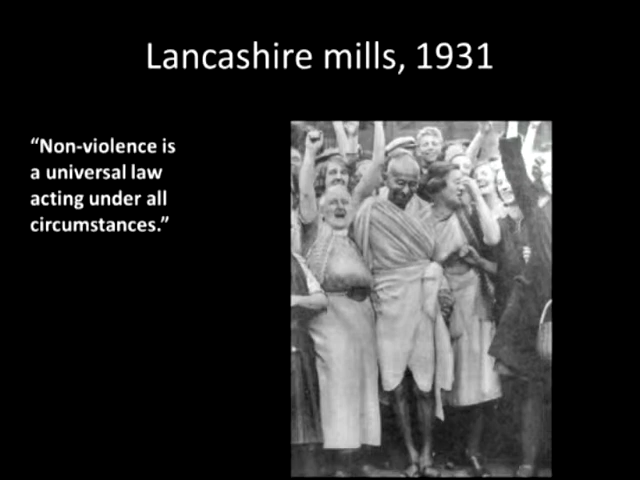 Lancashire mills, 1931
“Non-violence is
a universal law
acting under all
circumstances.”